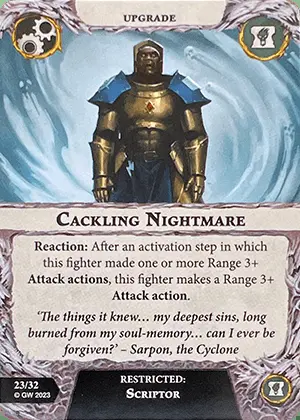 UPGRADE
CACKLING NIGHTMARE
Reaction: After an activation step in which
this fighter made one or more Range 3+
Attack actions, this fighter makes a Range 3+
Attack action.
‘The things it knew… my deepest sins, long
burned from my soul-memory… can I ever be
forgiven?’ – Sarpon, the Cyclone
23/32
© GW 2023
RESTRICTED:
SCRIPTOR